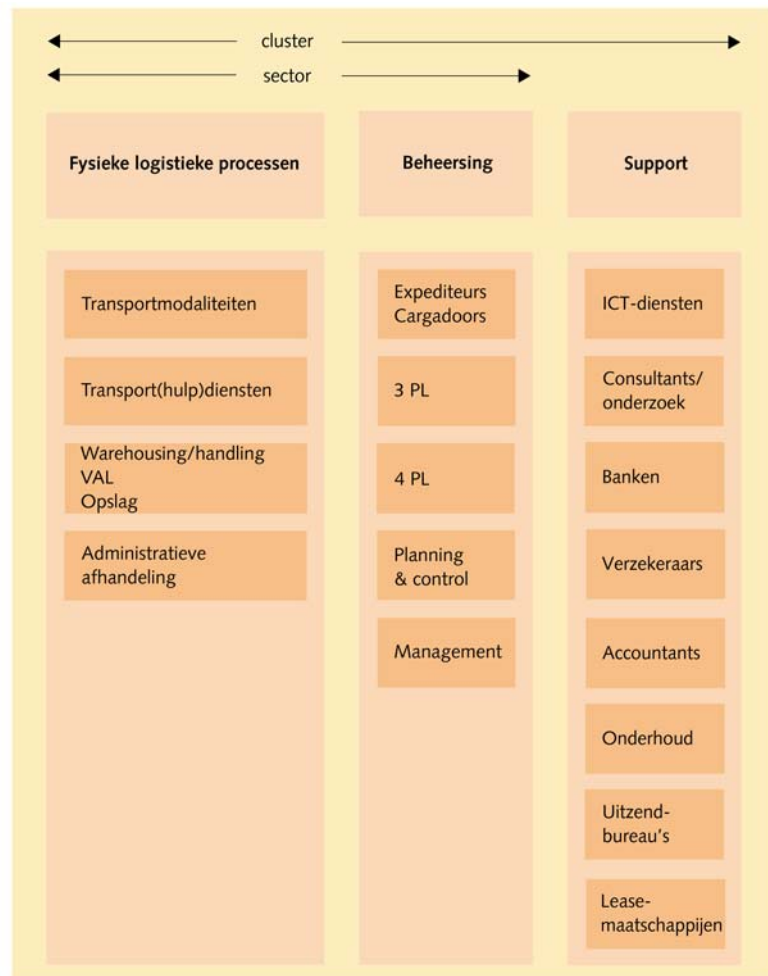 cluster
sector
Fysieke logistieke processen
Beheersing
Support
Transportmodaliteiten
Transport(hulp)diensten
Warehousing/handling
VAL
Opslag
Administratieve
afhandeling
Expediteurs
Cargadoors
3 PL
4 PL
Planning
& control
Management
ICT-diensten
Consultants/
onderzoek
Banken
Verzekeraars
Accountants
Onderhoud
Uitzend-
bureau's
Lease-
maatschappijen